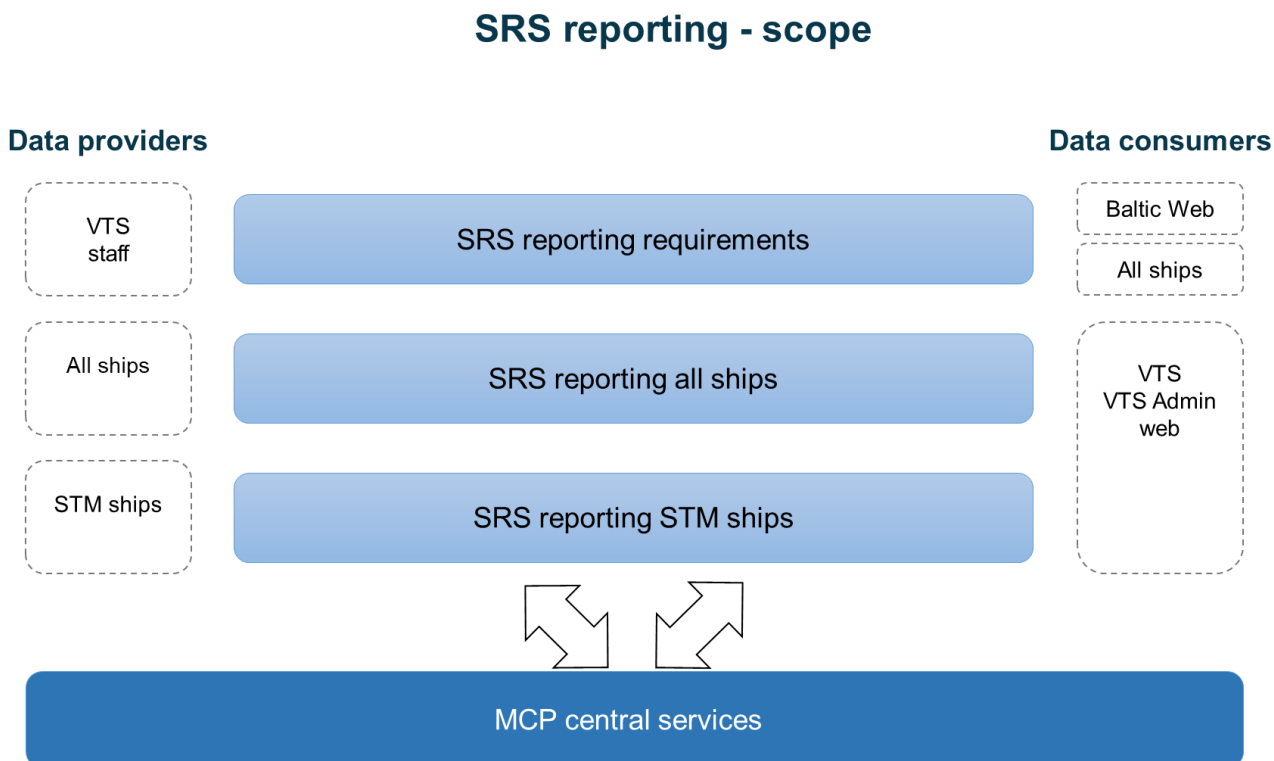 SRS reporting - scope
Data providers
Data consumers
VTS
staff
SRS reporting requirements
Baltic Web
All ships
All ships
SRS reporting all ships
VTS
VTS Admin
web
STM ships
SRS reporting STM ships
MCP central services